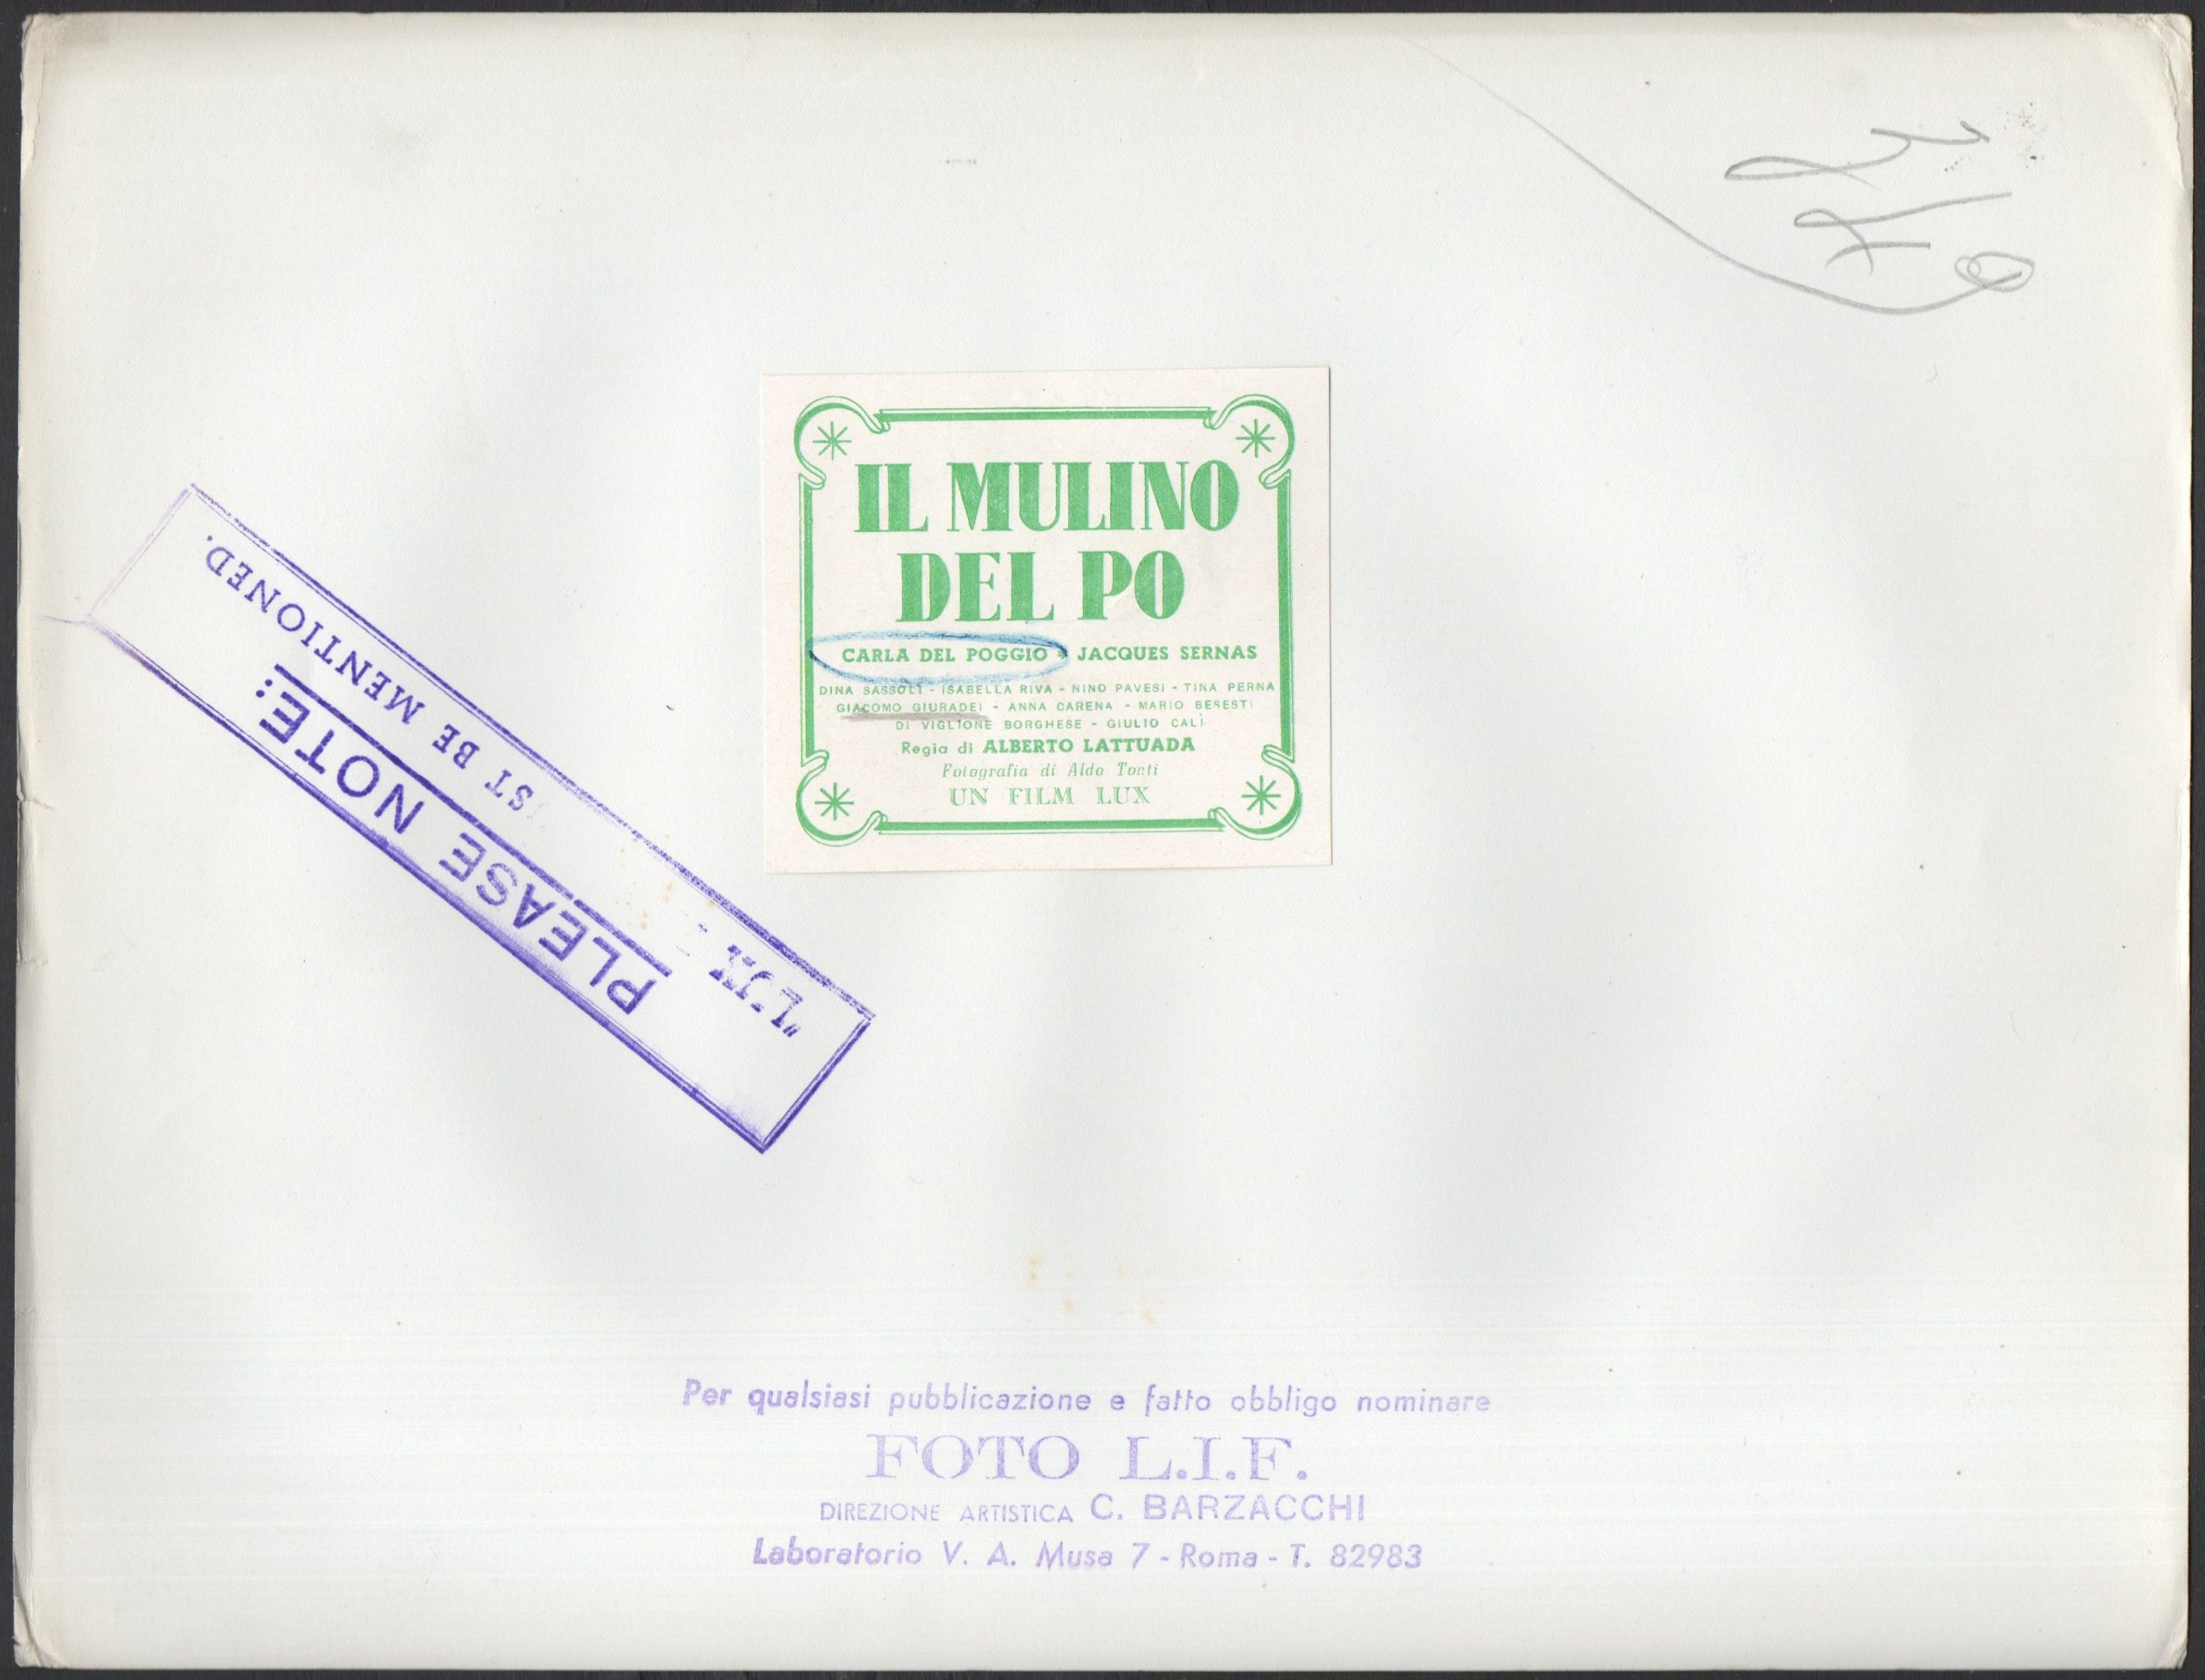 IL MULINO
DEL PO
CARLA DEL POGGIO * JACQUES SERNAS
DINA SASSOLI - ISABELLA RIVA - NINO PAVESI - TINA PERNA
GIACOMO GIURADEI - ANNA CARENA - MARIO BESESTI
DI VIGLIONE BORGHESE - GIULIO CALÌ
Regia di ALBERTO LATTUADA
Fotografia di Aldo Tonti
UN FILM LUX
PLEASE NOTE:
"LUX ST BE MENTIONED.
Per qualsiasi pubblicazione e fatto obbligo nominare
FOTO L.I.F.
DIREZIONE ARTISTICA C. BARZACCHI
Laboratorio V. A. Musa 7 - Roma - T. 82983